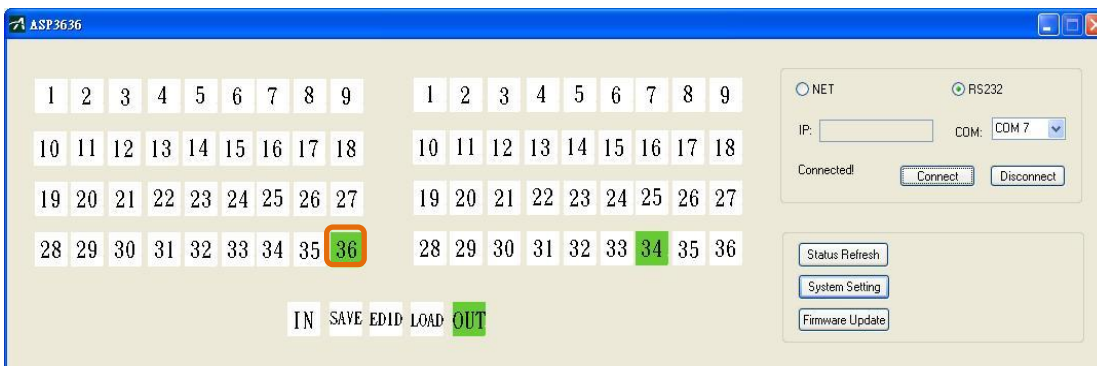 ASP3636
1 2 3 4 5 6 7 8 9 1 2 3 4 5 6 7 8 9
10 11 12 13 14 15 16 17 18 10 11 12 13 14 15 16 17 18
19 20 21 22 23 24 25 26 27 19 20 21 22 23 24 25 26 27
28 29 30 31 32 33 34 35 36 28 29 30 31 32 33 34 35 36
IN SAVE EDID LOAD OUT
NET RS232
IP: COM: COM 7
Connected! Connect Disconnect
Status Refresh
System Setting
Firmware Update